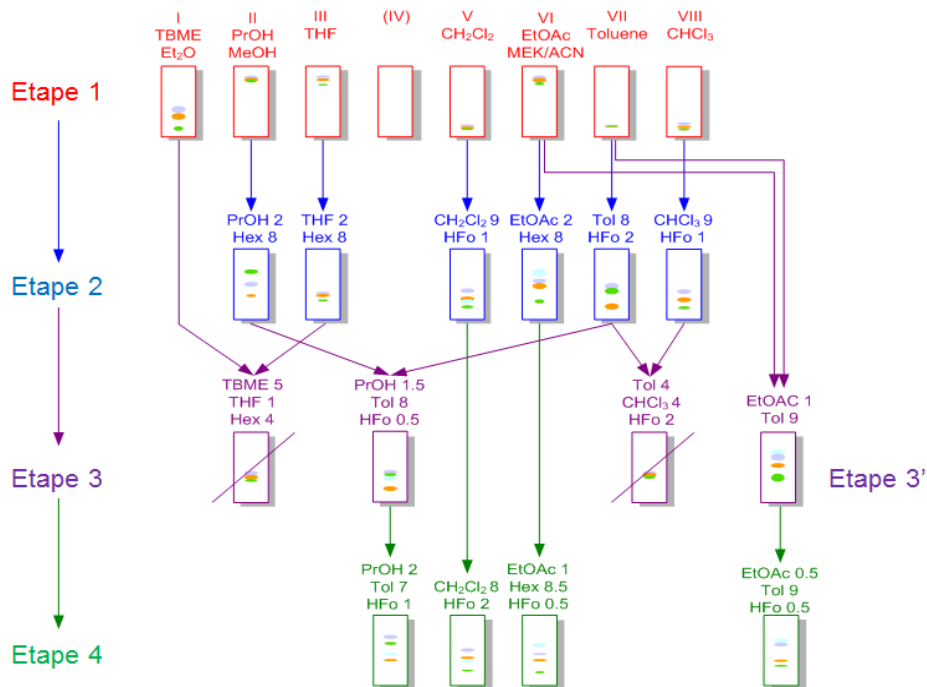 I
TBME
Et₂O
II
PrOH
MeOH
III
THF
(IV)
V
CH₂Cl₂
VI
EtOAc
MEK/ACN
VII
Toluene
VIII
CHCl₃
Etape 1
PrOH 2
Hex 8
THF 2
Hex 8
CH₂Cl₂ 9
HFo 1
EtOAc 2
Hex 8
Tol 8
HFo 2
CHCl₃ 9
HFo 1
Etape 2
TBME 5
THF 1
Hex 4
PrOH 1.5
Tol 8
HFo 0.5
Tol 4
CHCl₃ 4
HFo 2
EtOAC 1
Tol 9
Etape 3
Etape 3'
PrOH 2
Tol 7
HFo 1
CH₂Cl₂ 8
HFo 2
EtOAc 1
Hex 8.5
HFo 0.5
EtOAc 0.5
Tol 9
HFo 0.5
Etape 4